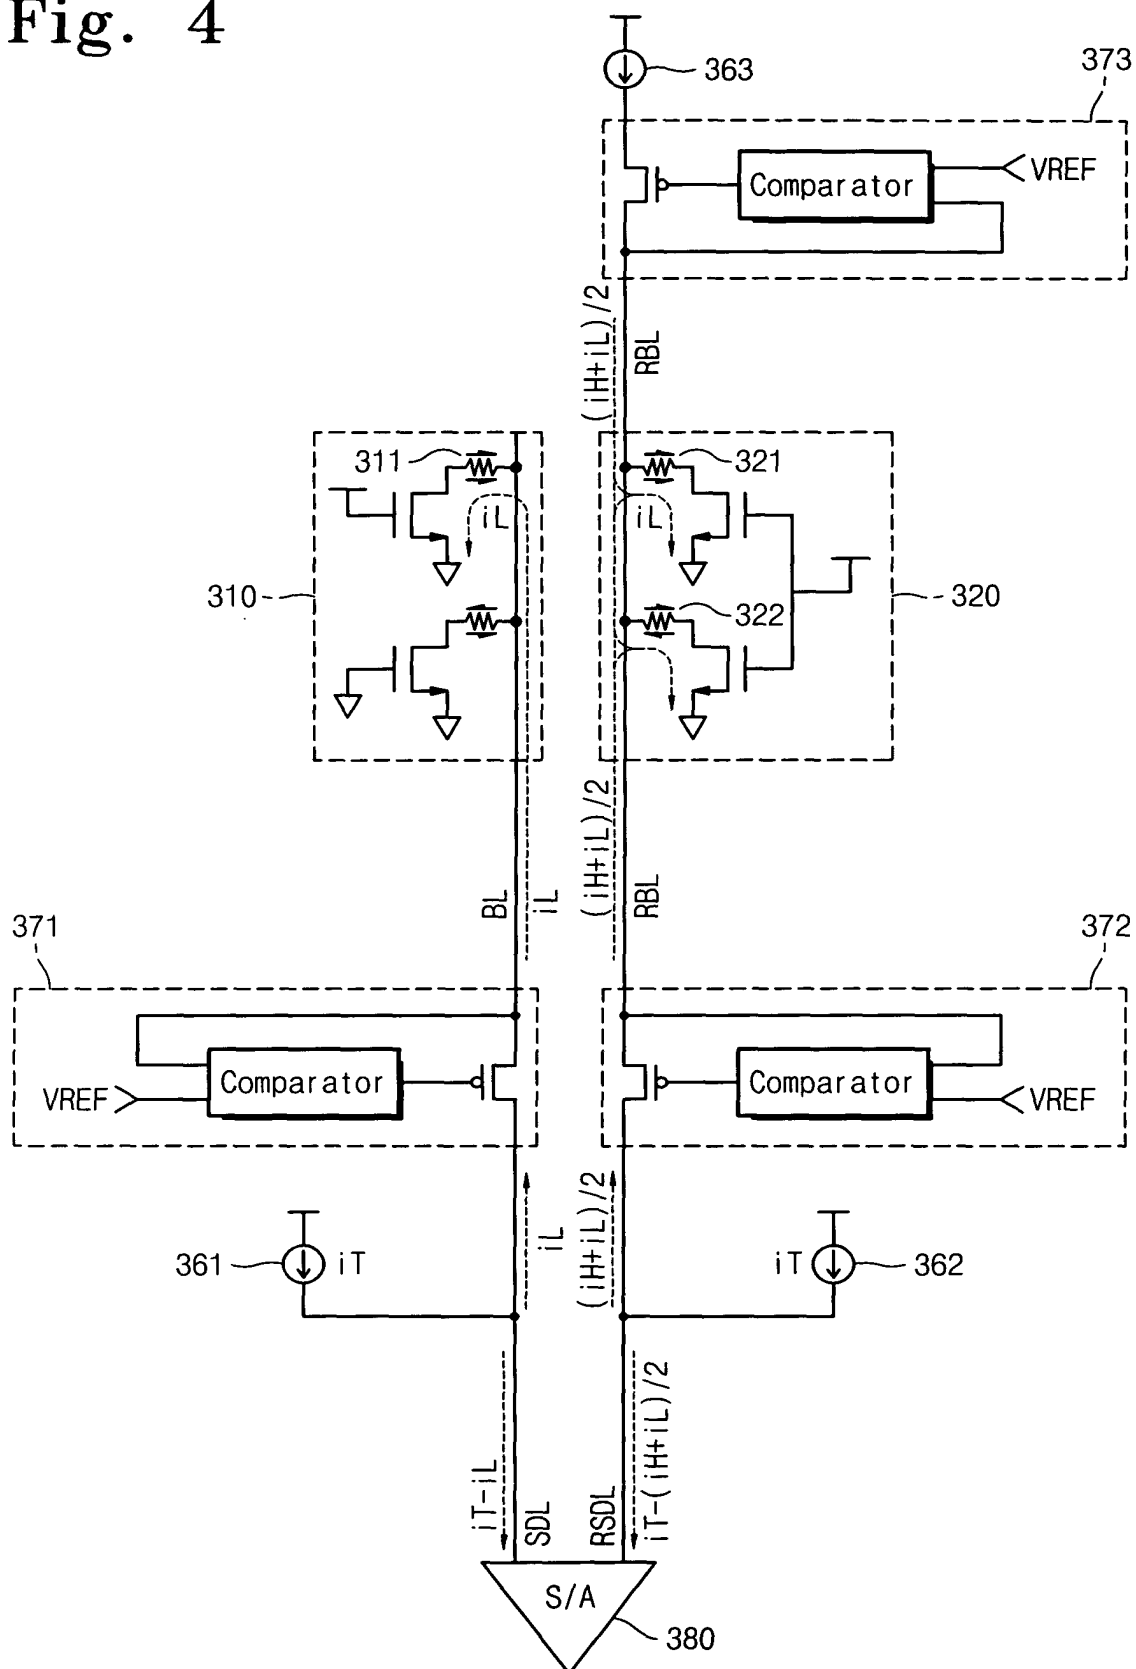 Fig. 4
363
373
Comparator
VREF
(iH+iL)/2
RBL
311
321
iL
iL
310
320
322
BL
iL
(iH+iL)/2
RBL
371
372
Comparator
VREF
Comparator
VREF
iL
(iH+iL)/2
361
iT
iT
362
iT-iL
SDL
RSDL
iT-(iH+iL)/2
S/A
380